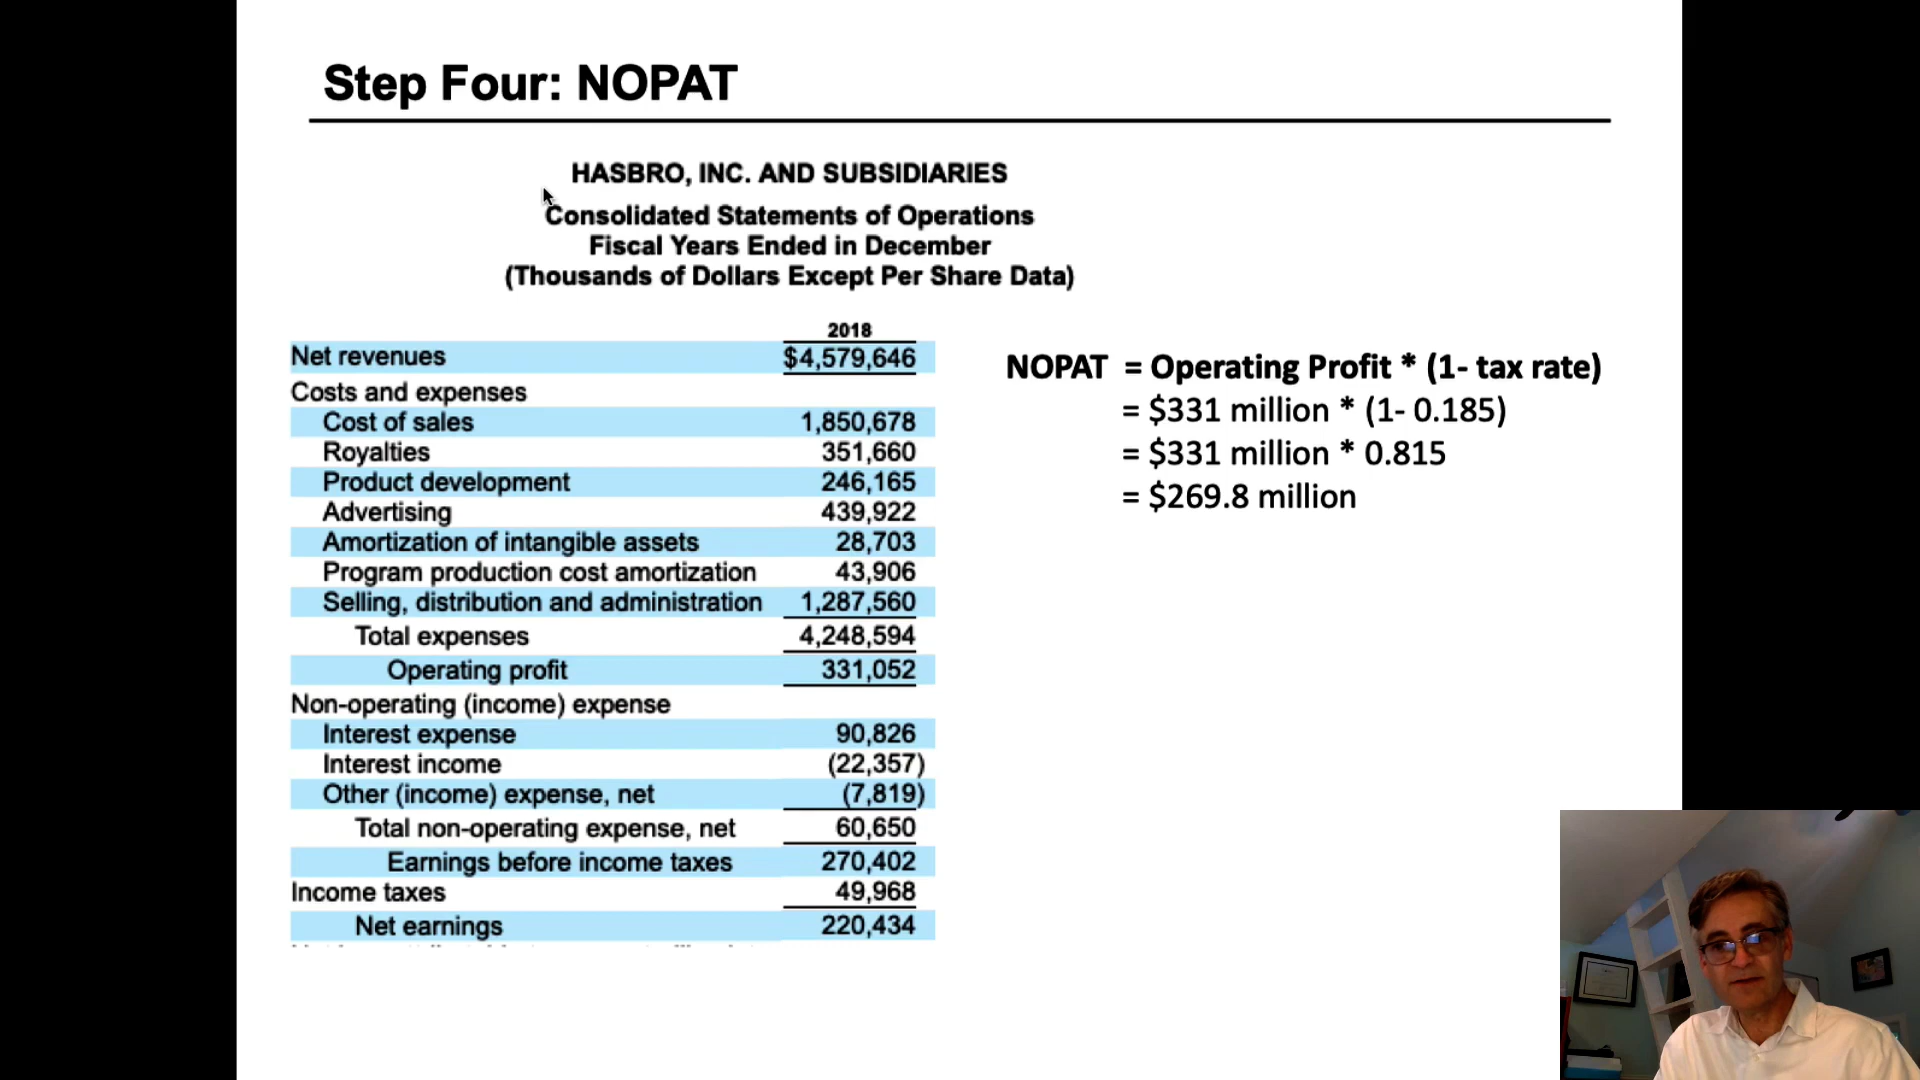 Step Four: NOPAT
HASBRO, INC. AND SUBSIDIARIES
Consolidated Statements of Operations
Fiscal Years Ended in December
(Thousands of Dollars Except Per Share Data)
2018
Net revenues $4,579,646
Costs and expenses
Cost of sales 1,850,678
Royalties 351,660
Product development 246,165
Advertising 439,922
Amortization of intangible assets 28,703
Program production cost amortization 43,906
Selling, distribution and administration 1,287,560
Total expenses 4,248,594
Operating profit 331,052
Non-operating (income) expense
Interest expense 90,826
Interest income (22,357)
Other (income) expense, net (7,819)
Total non-operating expense, net 60,650
Earnings before income taxes 270,402
Income taxes 49,968
Net earnings 220,434
NOPAT = Operating Profit * (1- tax rate)
= $331 million * (1- 0.185)
= $331 million * 0.815
= $269.8 million